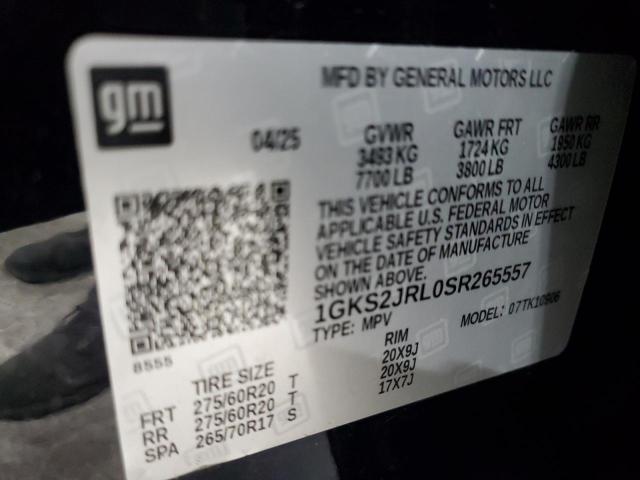 gm
MFD BY GENERAL MOTORS LLC
04/25 GVWR GAWR FRT GAWR RR
3493 KG 1724 KG 1950 KG
7700 LB 3800 LB 4300 LB
THIS VEHICLE CONFORMS TO ALL
APPLICABLE U.S. FEDERAL MOTOR
VEHICLE SAFETY STANDARDS IN EFFECT
ON THE DATE OF MANUFACTURE
SHOWN ABOVE.
1GKS2JRL0SR265557
TYPE: MPV MODEL: 07TK10906
8555
TIRE SIZE RIM
FRT 275/60R20 T 20X9J
RR 275/60R20 T 20X9J
SPA 265/70R17 S 17X7J